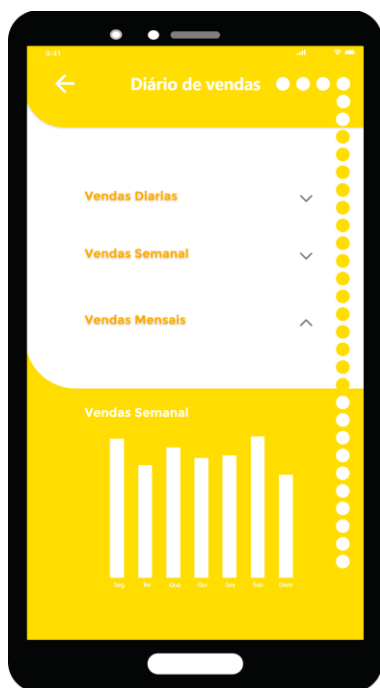 9:41
Diário de vendas
Vendas Diarias
Vendas Semanal
Vendas Mensais
Vendas Semanal
Seg Ter Qua Qui Sex Sab Dom